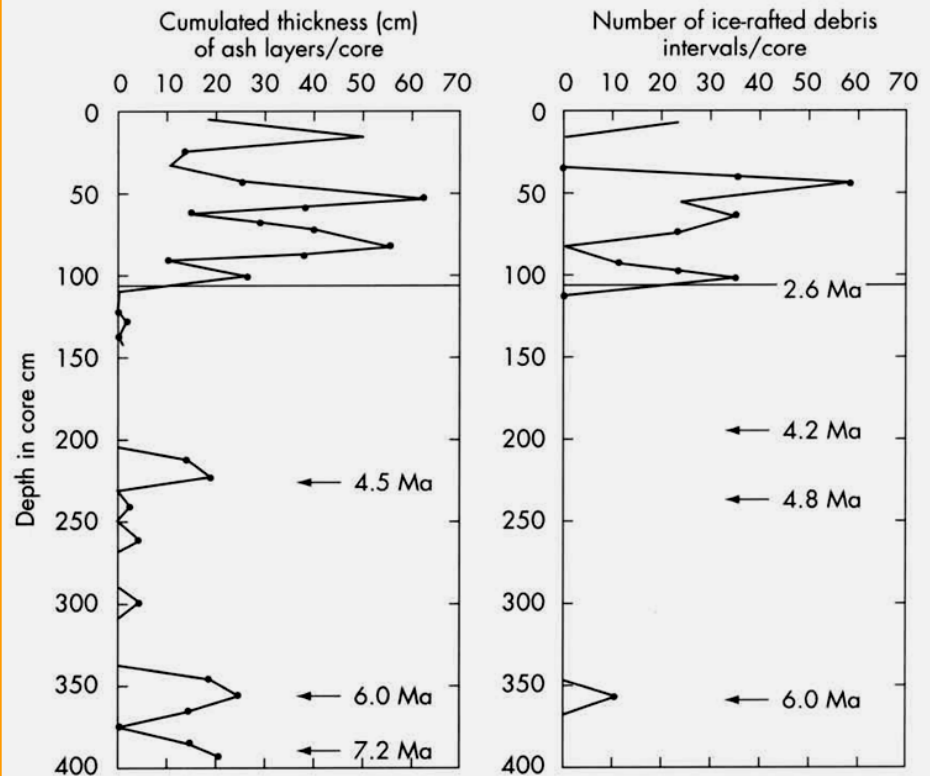 Cumulated thickness (cm)
of ash layers/core
0 10 20 30 40 50 60 70
Number of ice-rafted debris
intervals/core
0 10 20 30 40 50 60 70
Depth in core cm
0
50
100
150
200
250
300
350
400
4.5 Ma
6.0 Ma
7.2 Ma
0
50
100
150
200
250
300
350
400
2.6 Ma
4.2 Ma
4.8 Ma
6.0 Ma